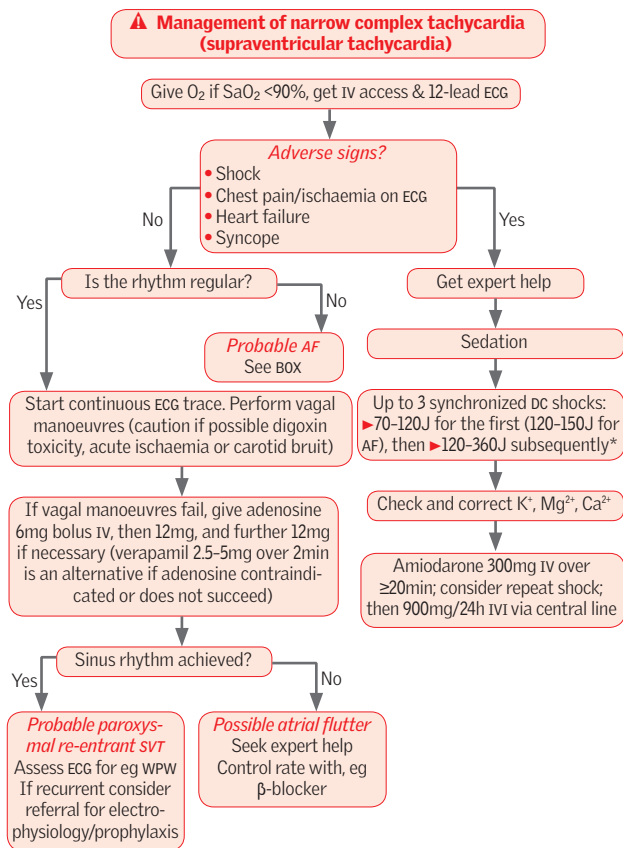 ⚠ Management of narrow complex tachycardia
(supraventricular tachycardia)
Give O₂ if SaO₂ <90%, get IV access & 12-lead ECG
Adverse signs?
• Shock
• Chest pain/ischaemia on ECG
• Heart failure
• Syncope
No
Yes
Is the rhythm regular?
Get expert help
Yes
No
Probable AF
See BOX
Sedation
Start continuous ECG trace. Perform vagal
manoeuvres (caution if possible digoxin
toxicity, acute ischaemia or carotid bruit)
Up to 3 synchronized DC shocks:
►70–120J for the first (120–150J for
AF), then ►120–360J subsequently*
If vagal manoeuvres fail, give adenosine
6mg bolus IV, then 12mg, and further 12mg
if necessary (verapamil 2.5–5mg over 2min
is an alternative if adenosine contraindi-
cated or does not succeed)
Check and correct K⁺, Mg²⁺, Ca²⁺
Amiodarone 300mg IV over
≥20min; consider repeat shock;
then 900mg/24h IVI via central line
Sinus rhythm achieved?
Yes
No
Probable paroxys-
mal re-entrant SVT
Assess ECG for eg WPW
If recurrent consider
referral for electro-
physiology/prophylaxis
Possible atrial flutter
Seek expert help
Control rate with, eg
β-blocker